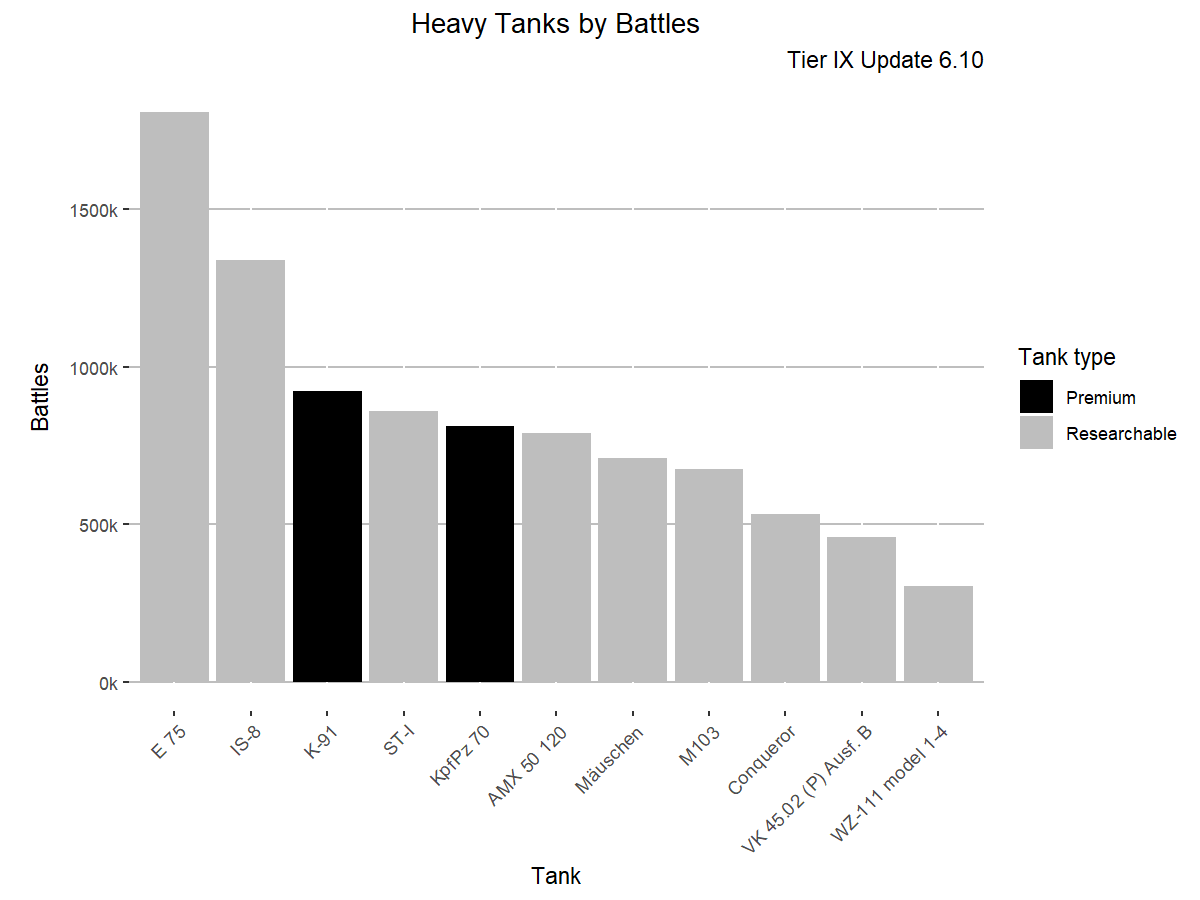 Heavy Tanks by Battles
Tier IX Update 6.10
Battles
1500k
1000k
500k
0k
E 75
IS-8
K-91
ST-I
KpfPz 70
AMX 50 120
Mäuschen
M103
Conqueror
VK 45.02 (P) Ausf. B
WZ-111 model 1-4
Tank
Tank type
Premium
Researchable